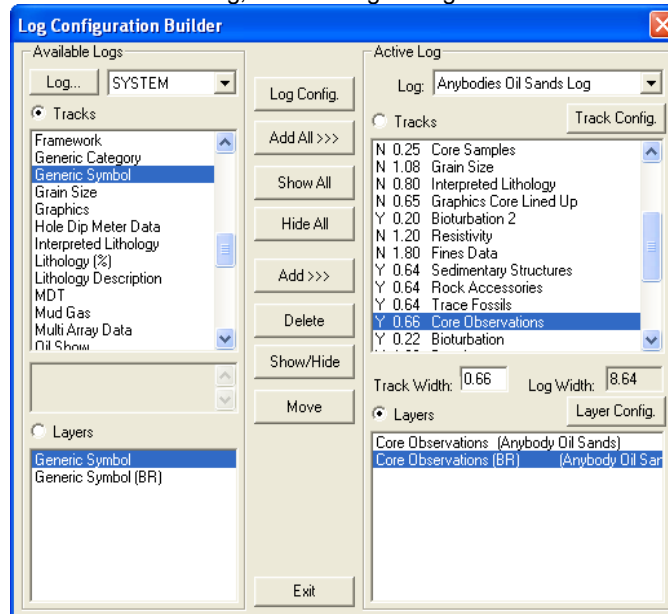 Log Configuration Builder
Available Logs
Log...
SYSTEM
Tracks
Framework
Generic Category
Generic Symbol
Grain Size
Graphics
Hole Dip Meter Data
Interpreted Lithology
Lithology (%)
Lithology Description
MDT
Mud Gas
Multi Array Data
Oil Show
Layers
Generic Symbol
Generic Symbol (BR)
Log Config.
Add All >>>
Show All
Hide All
Add >>>
Delete
Show/Hide
Move
Exit
Active Log
Log: Anybodies Oil Sands Log
Tracks
Track Config.
N 0.25 Core Samples
N 1.08 Grain Size
N 0.80 Interpreted Lithology
N 0.65 Graphics Core Lined Up
Y 0.20 Bioturbation 2
N 1.20 Resistivity
N 1.80 Fines Data
Y 0.64 Sedimentary Structures
Y 0.64 Rock Accessories
Y 0.64 Trace Fossils
Y 0.66 Core Observations
Y 0.22 Bioturbation
Track Width: 0.66 Log Width: 8.64
Layers
Layer Config.
Core Observations (Anybody Oil Sands)
Core Observations (BR) (Anybody Oil San